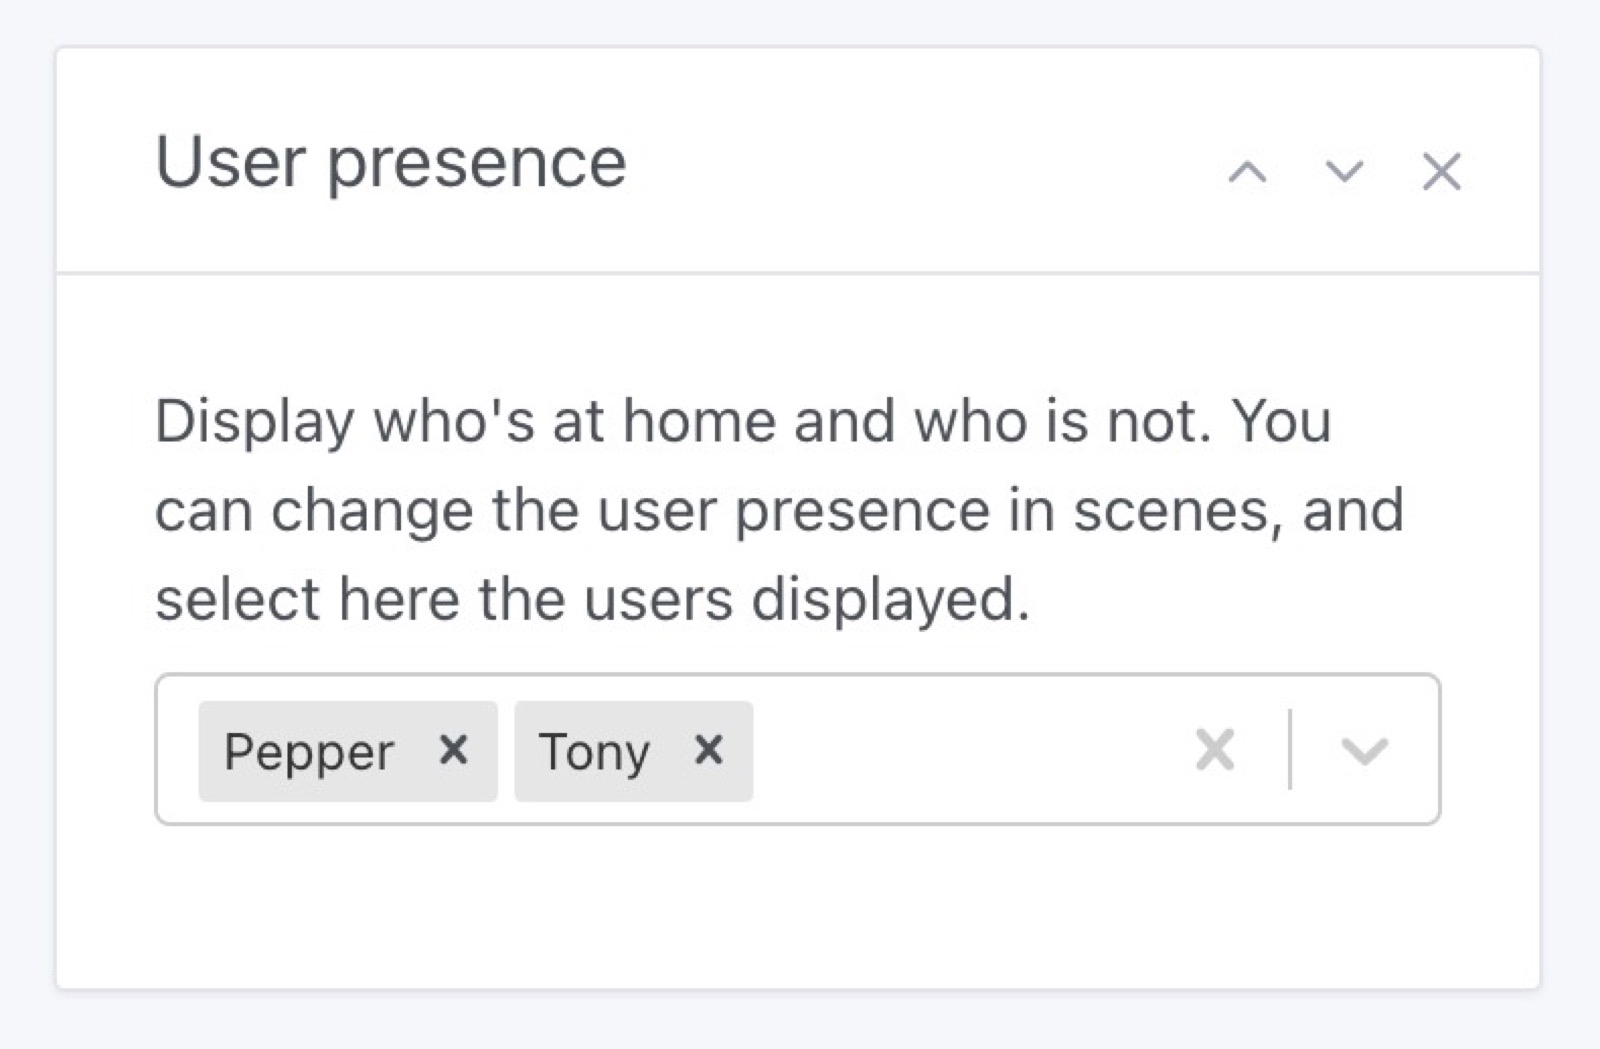 User presence
Display who's at home and who is not. You
can change the user presence in scenes, and
select here the users displayed.
Pepper Tony